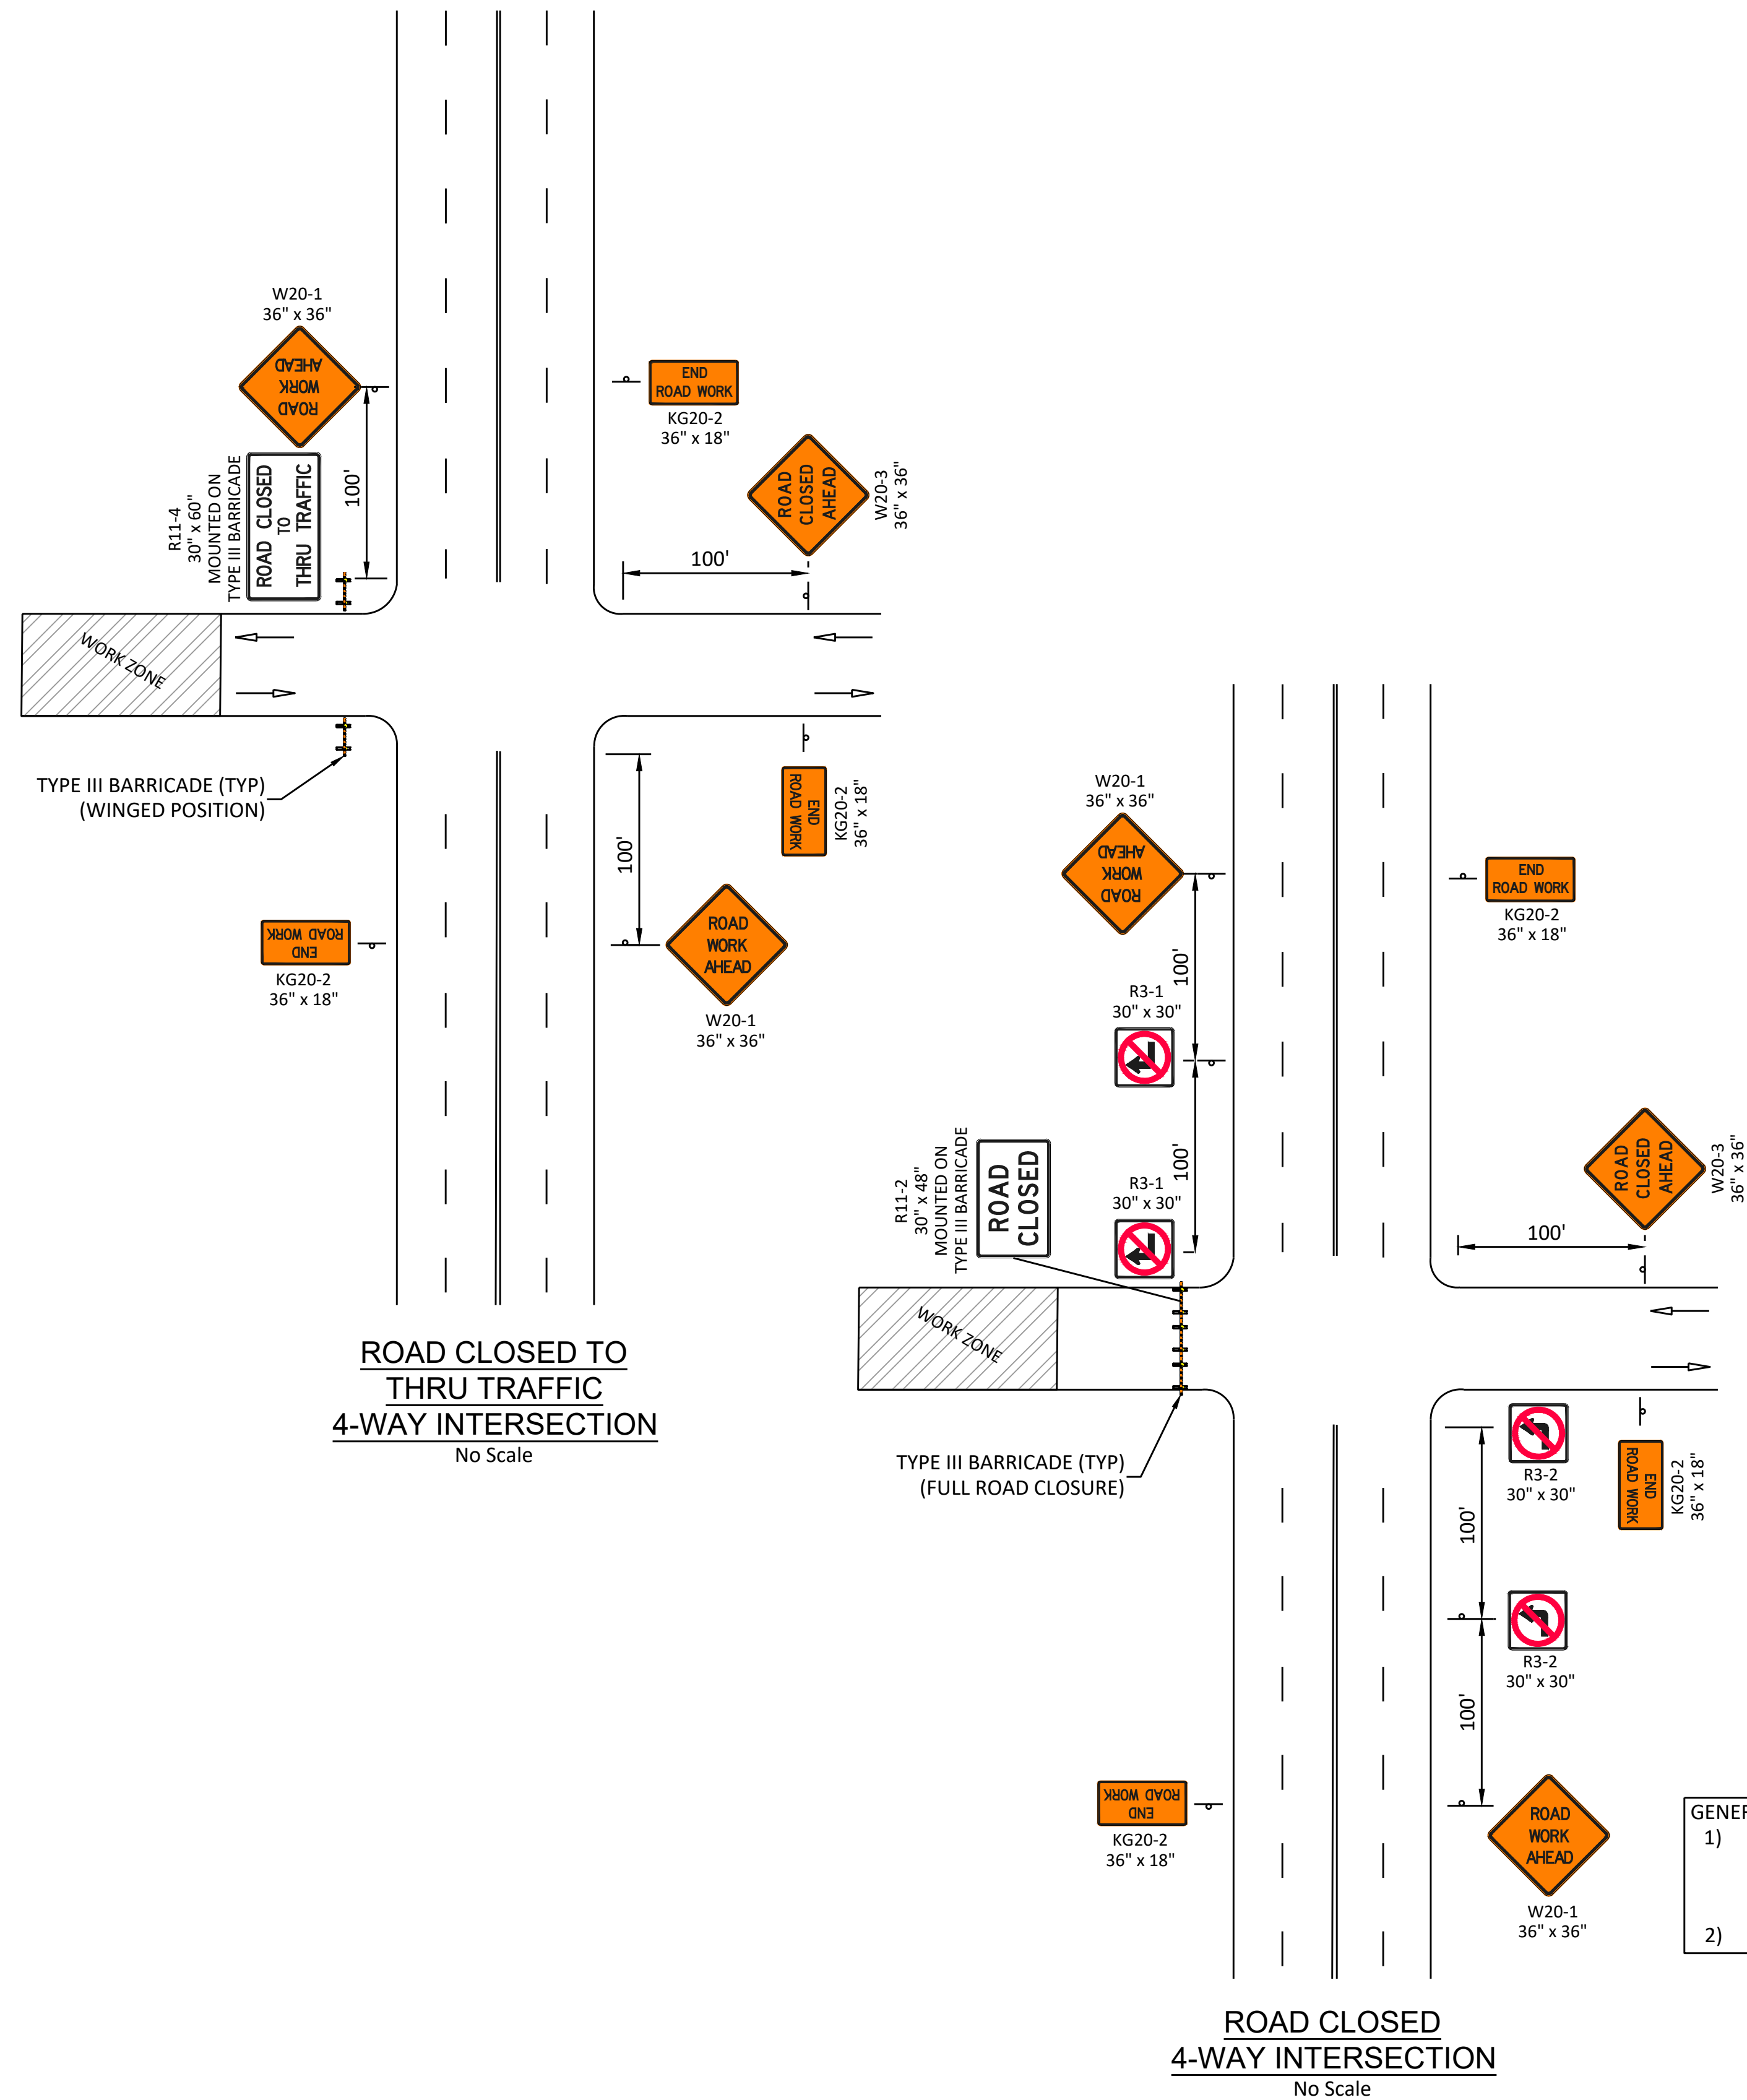 W20-1
36" x 36"
ROAD
WORK
AHEAD
R11-4
30" x 60"
MOUNTED ON
TYPE III BARRICADE
ROAD CLOSED
TO
THRU TRAFFIC
100'
END
ROAD WORK
KG20-2
36" x 18"
ROAD
CLOSED
AHEAD
W20-3
36" x 36"
100'
WORK ZONE
TYPE III BARRICADE (TYP)
(WINGED POSITION)
END
ROAD WORK
KG20-2
36" x 18"
100'
END
ROAD WORK
KG20-2
36" x 18"
ROAD
WORK
AHEAD
W20-1
36" x 36"
ROAD CLOSED TO
THRU TRAFFIC
4-WAY INTERSECTION
No Scale
W20-1
36" x 36"
ROAD
WORK
AHEAD
END
ROAD WORK
KG20-2
36" x 18"
100'
R3-1
30" x 30"
100'
R3-1
30" x 30"
R11-2
30" x 48"
MOUNTED ON
TYPE III BARRICADE
ROAD
CLOSED
ROAD
CLOSED
AHEAD
W20-3
36" x 36"
100'
WORK ZONE
TYPE III BARRICADE (TYP)
(FULL ROAD CLOSURE)
R3-2
30" x 30"
END
ROAD WORK
KG20-2
36" x 18"
100'
R3-2
30" x 30"
100'
END
ROAD WORK
KG20-2
36" x 18"
ROAD
WORK
AHEAD
W20-1
36" x 36"
GENER
1)
2)
ROAD CLOSED
4-WAY INTERSECTION
No Scale